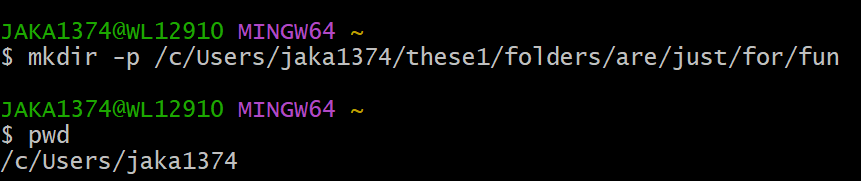 JAKA1374@WL12910 MINGW64 ~
$ mkdir -p /c/Users/jaka1374/these1/folders/are/just/for/fun
JAKA1374@WL12910 MINGW64 ~
$ pwd
/c/Users/jaka1374